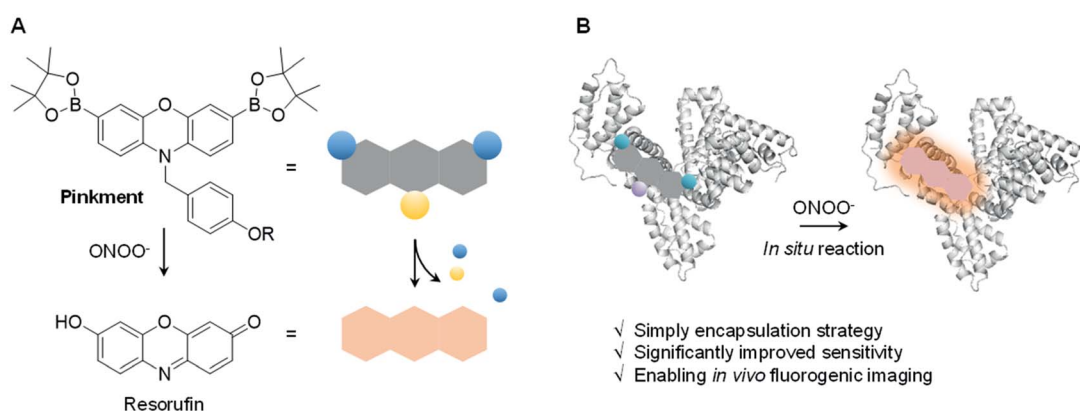 A
O
O
B
O
O
O
B
N
Pinkment
=
OR
ONOO-
HO
O
O
=
N
Resorufin
B
ONOO-
In situ reaction
√ Simply encapsulation strategy
√ Significantly improved sensitivity
√ Enabling in vivo fluorogenic imaging